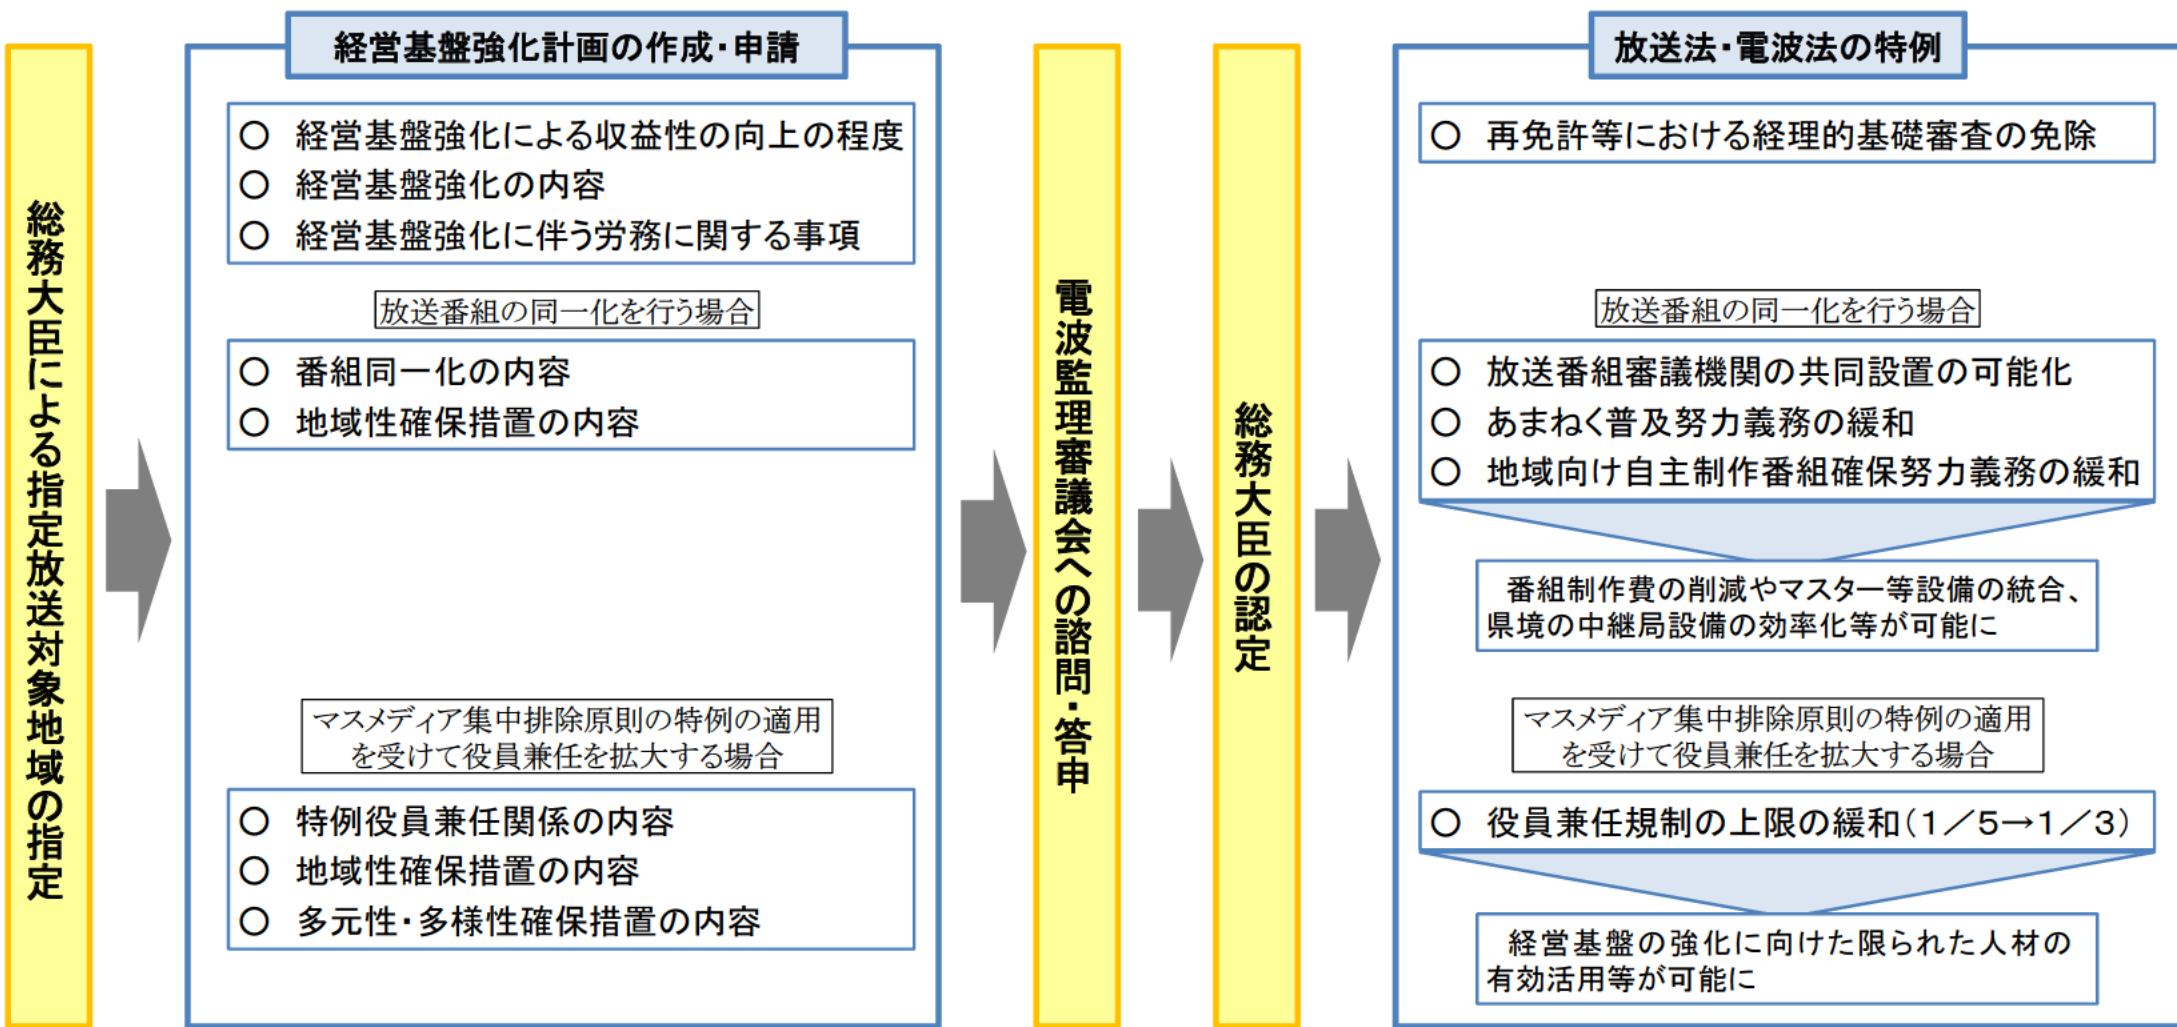 総務大臣による指定放送対象地域の指定
経営基盤強化計画の作成・申請
○ 経営基盤強化による収益性の向上の程度
○ 経営基盤強化の内容
○ 経営基盤強化に伴う労務に関する事項
放送番組の同一化を行う場合
○ 番組同一化の内容
○ 地域性確保措置の内容
マスメディア集中排除原則の特例の適用
を受けて役員兼任を拡大する場合
○ 特例役員兼任関係の内容
○ 地域性確保措置の内容
○ 多元性・多様性確保措置の内容
電波監理審議会への諮問・答申
総務大臣の認定
放送法・電波法の特例
○ 再免許等における経理的基礎審査の免除
放送番組の同一化を行う場合
○ 放送番組審議機関の共同設置の可能化
○ あまねく普及努力義務の緩和
○ 地域向け自主制作番組確保努力義務の緩和
番組制作費の削減やマスター等設備の統合、
県境の中継局設備の効率化等が可能に
マスメディア集中排除原則の特例の適用
を受けて役員兼任を拡大する場合
○ 役員兼任規制の上限の緩和(1／5→1／3)
経営基盤の強化に向けた限られた人材の
有効活用等が可能に